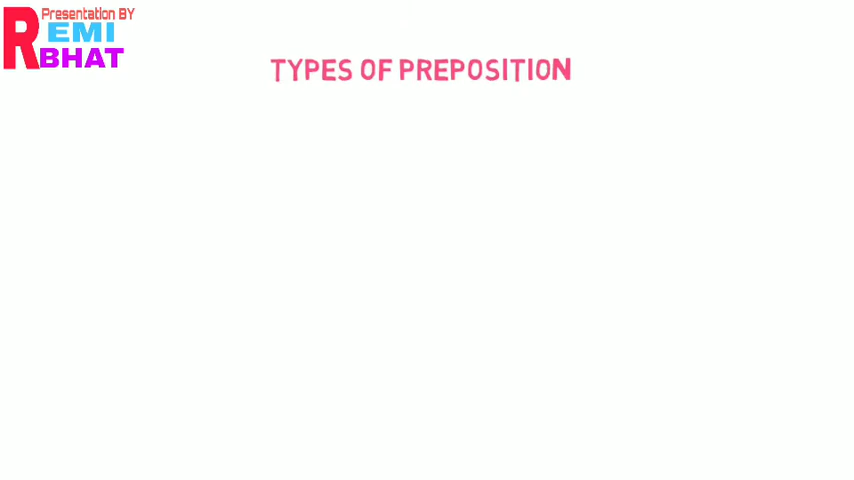 Presentation BY
REMI
BHAT
TYPES OF PREPOSITION